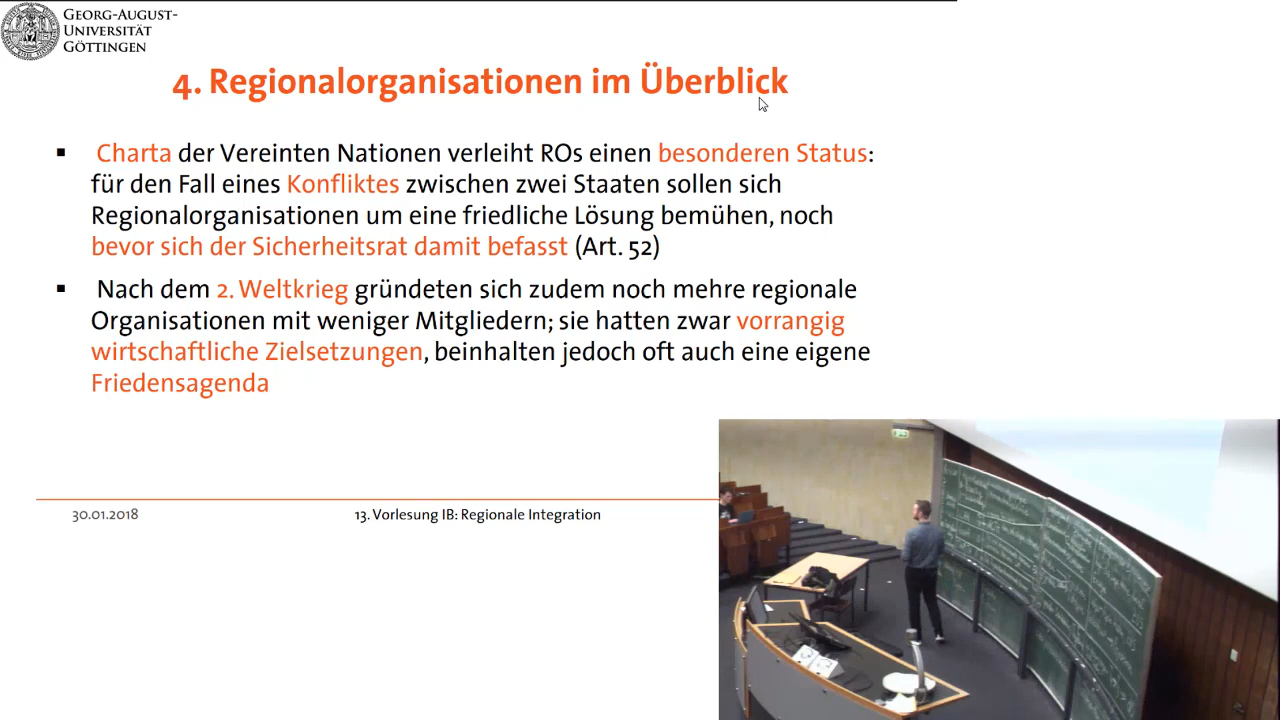 GEORG-AUGUST-
UNIVERSITÄT
GÖTTINGEN
4. Regionalorganisationen im Überblick
▪ Charta der Vereinten Nationen verleiht ROs einen besonderen Status:
für den Fall eines Konfliktes zwischen zwei Staaten sollen sich
Regionalorganisationen um eine friedliche Lösung bemühen, noch
bevor sich der Sicherheitsrat damit befasst (Art. 52)
▪ Nach dem 2. Weltkrieg gründeten sich zudem noch mehre regionale
Organisationen mit weniger Mitgliedern; sie hatten zwar vorrangig
wirtschaftliche Zielsetzungen, beinhalten jedoch oft auch eine eigene
Friedensagenda
30.01.2018
13. Vorlesung IB: Regionale Integration